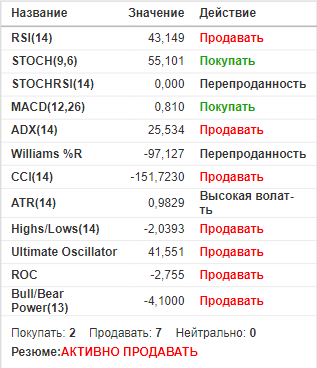 Название Значение Действие
RSI(14) 43,149 Продавать
STOCH(9,6) 55,101 Покупать
STOCHRSI(14) 0,000 Перепроданность
MACD(12,26) 0,810 Покупать
ADX(14) 25,534 Продавать
Williams %R -97,127 Перепроданность
CCI(14) -151,7230 Продавать
ATR(14) 0,9829 Высокая волат-
ть
Highs/Lows(14) -2,0393 Продавать
Ultimate Oscillator 41,551 Продавать
ROC -2,755 Продавать
Bull/Bear
Power(13) -4,1000 Продавать
Покупать: 2 Продавать: 7 Нейтрально: 0
Резюме:АКТИВНО ПРОДАВАТЬ